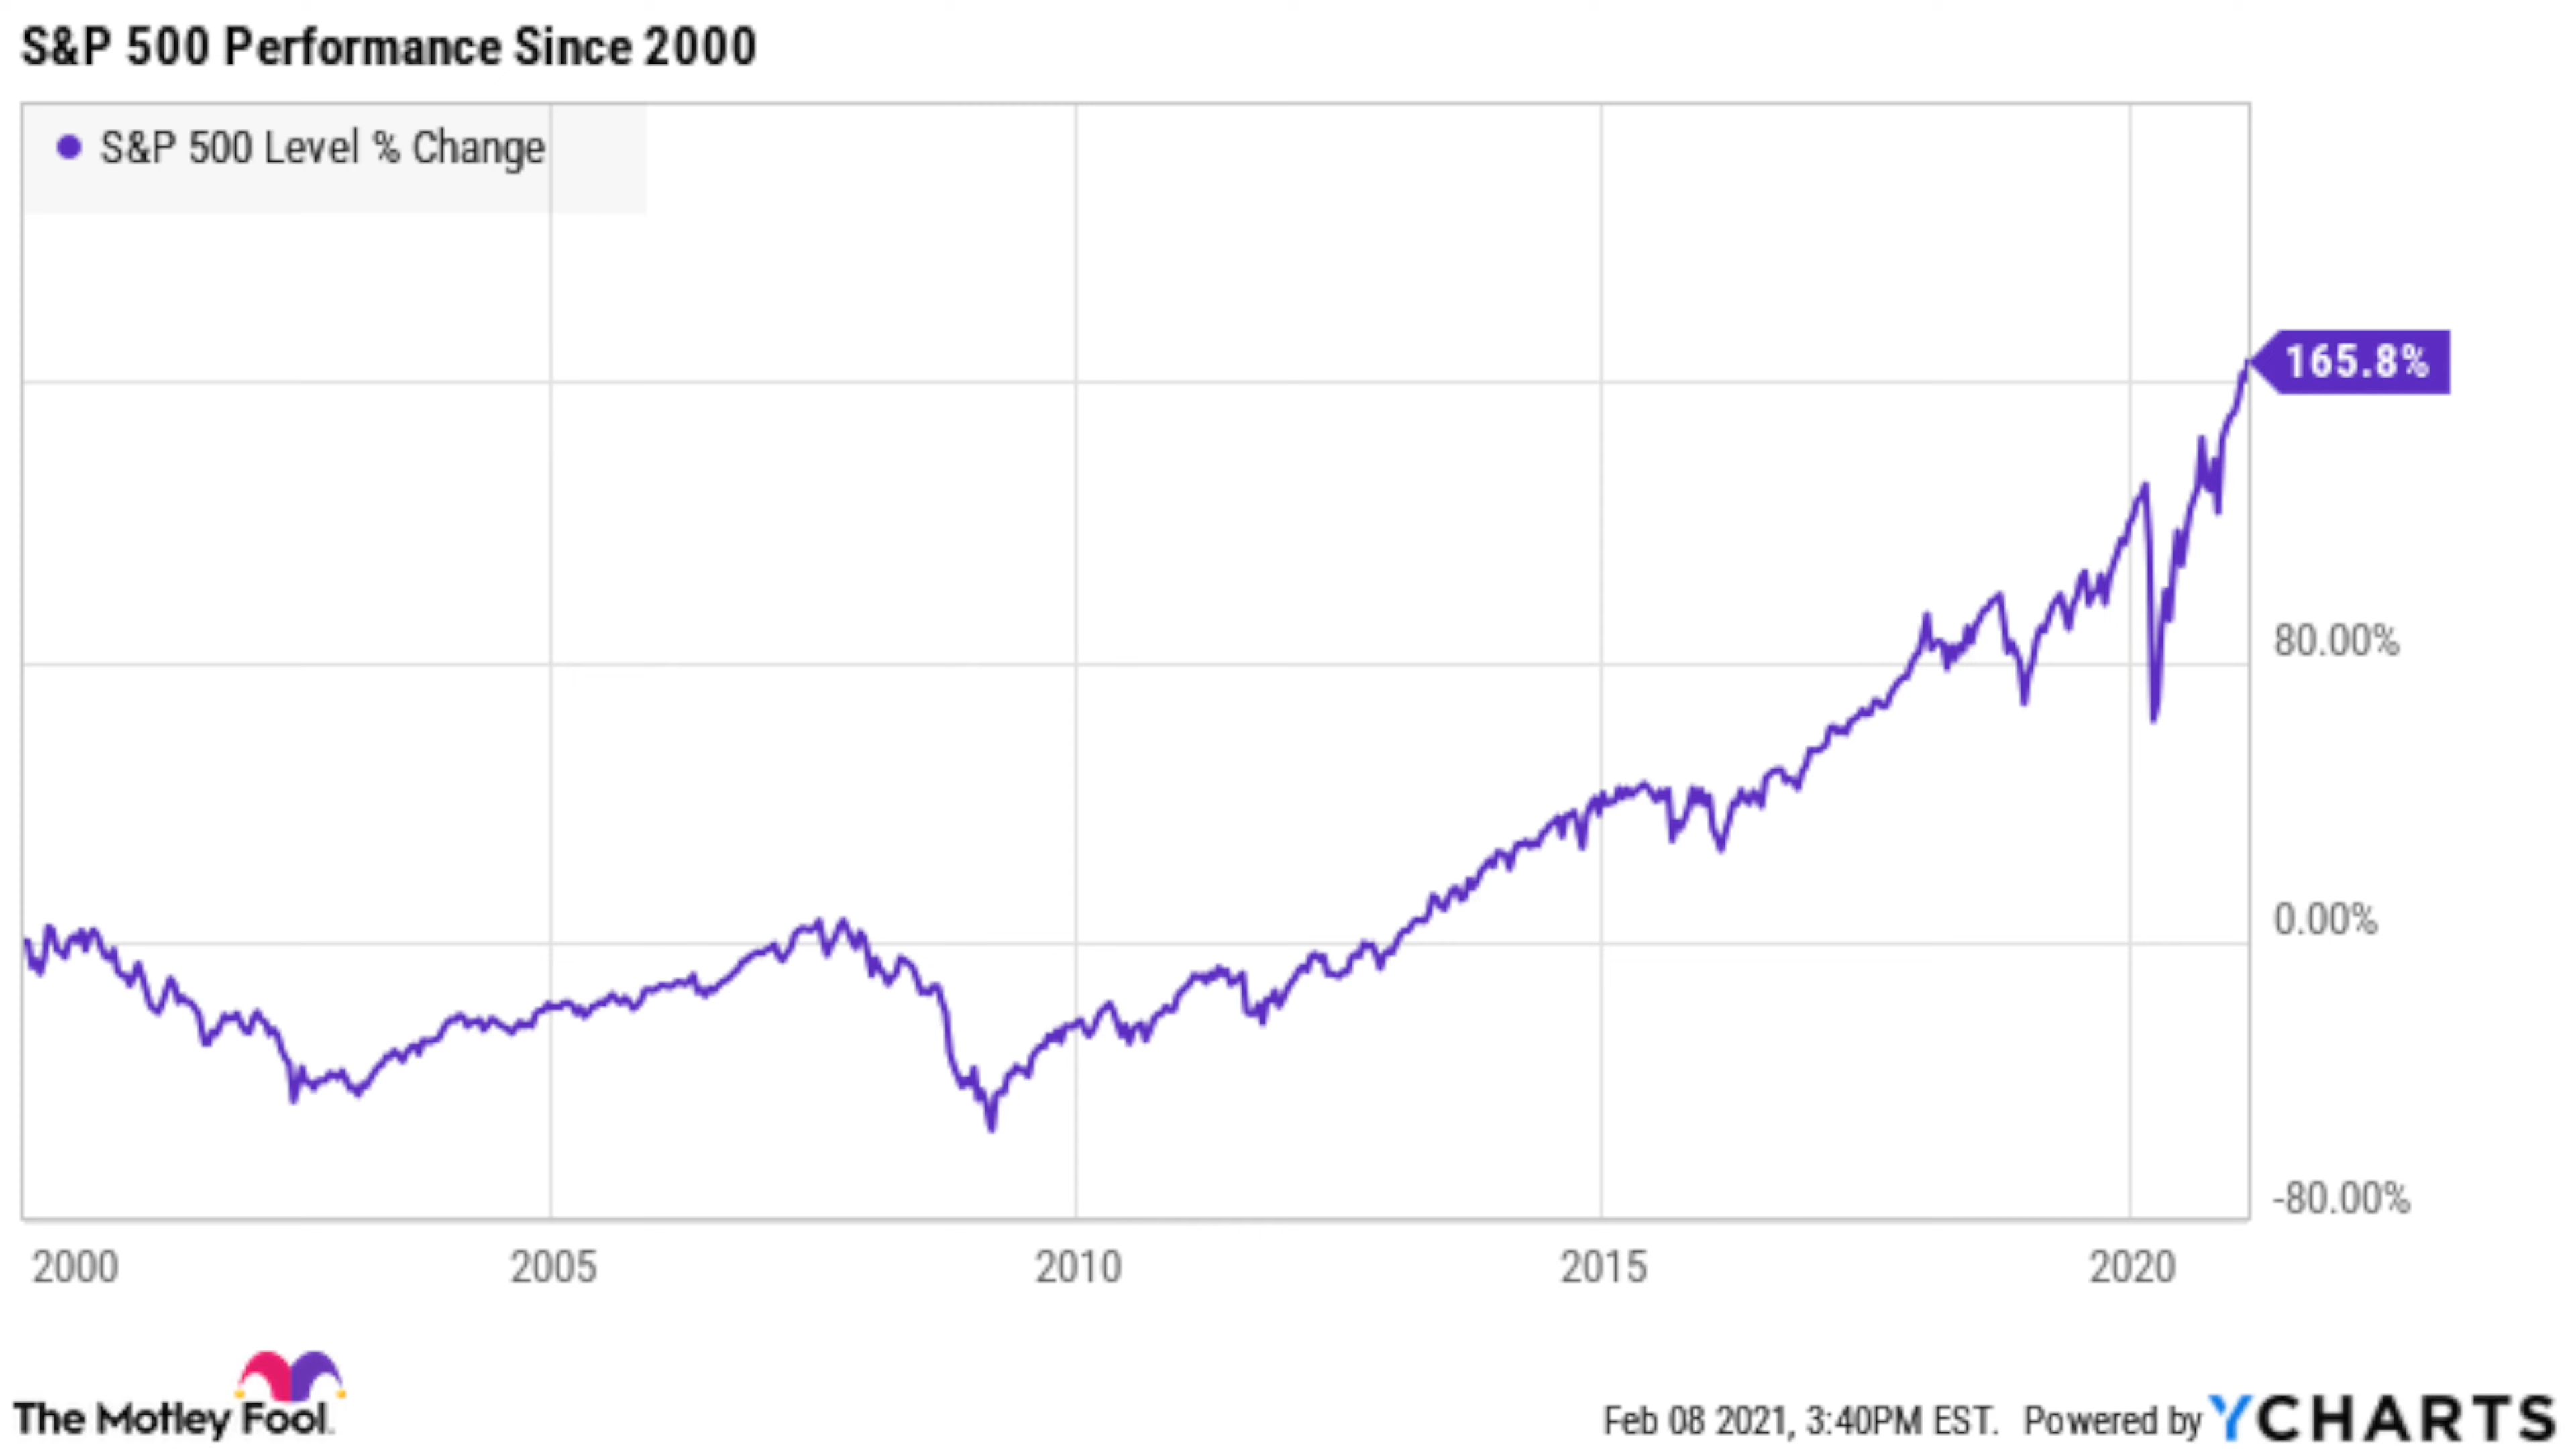 S&P 500 Performance Since 2000
S&P 500 Level % Change
165.8%
80.00%
0.00%
-80.00%
2000 2005 2010 2015 2020
The Motley Fool.
Feb 08 2021, 3:40PM EST. Powered by YCHARTS